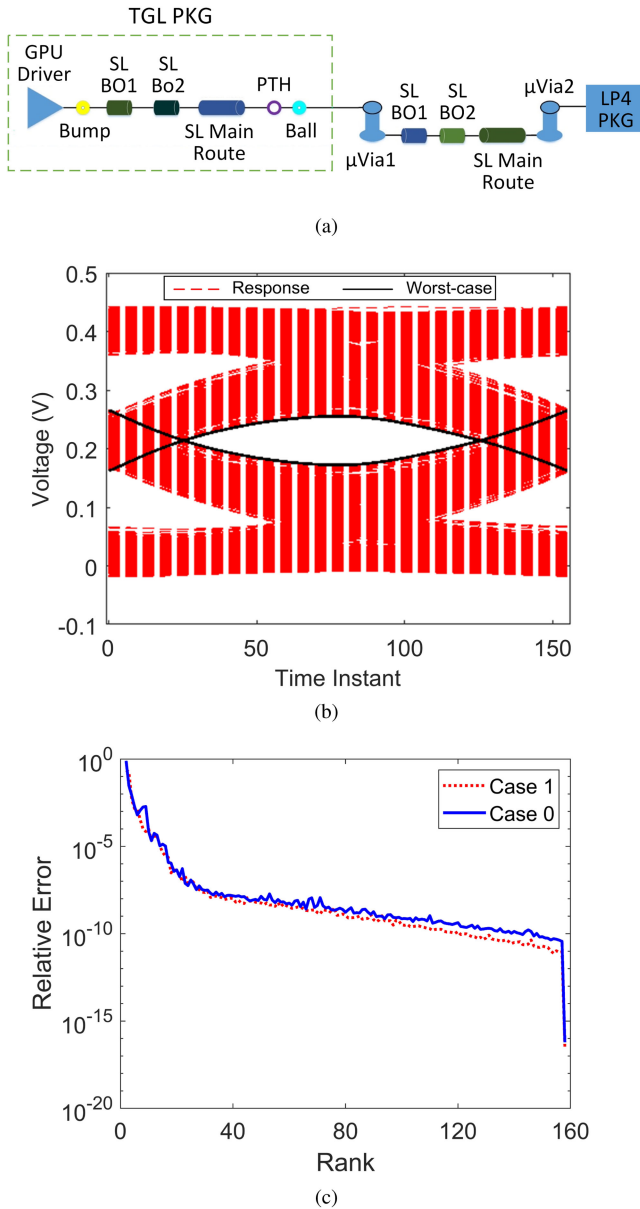 TGL PKG
GPU
Driver
Bump
SL
BO1
SL
Bo2
SL Main
Route
PTH
Ball
µVia1
SL
BO1
SL
BO2
SL Main
Route
µVia2
LP4
PKG
(a)
Response
Worst-case
Voltage (V)
0.5
0.4
0.3
0.2
0.1
0
-0.1
0
50
100
150
Time Instant
(b)
Case 1
Case 0
Relative Error
10^0
10^-5
10^-10
10^-15
10^-20
0
40
80
120
160
Rank
(c)